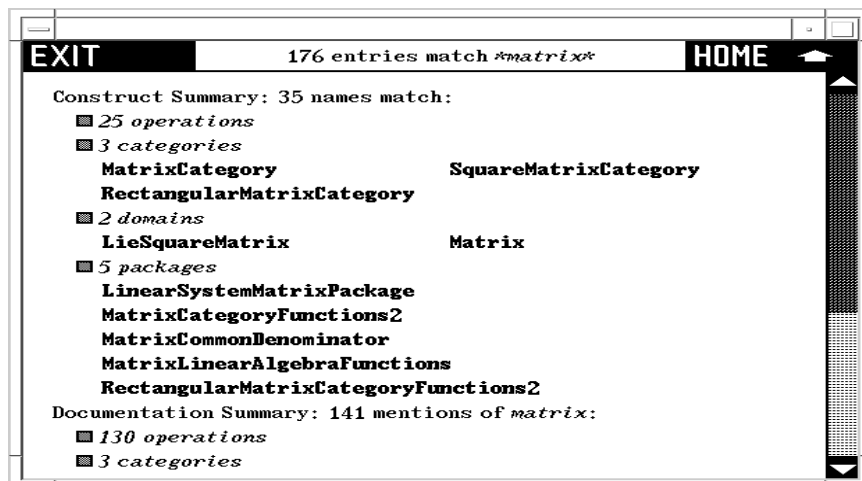 EXIT 176 entries match *matrix* HOME
Construct Summary: 35 names match:
25 operations
3 categories
MatrixCategory SquareMatrixCategory
RectangularMatrixCategory
2 domains
LieSquareMatrix Matrix
5 packages
LinearSystemMatrixPackage
MatrixCategoryFunctions2
MatrixCommonDenominator
MatrixLinearAlgebraFunctions
RectangularMatrixCategoryFunctions2
Documentation Summary: 141 mentions of matrix:
130 operations
3 categories